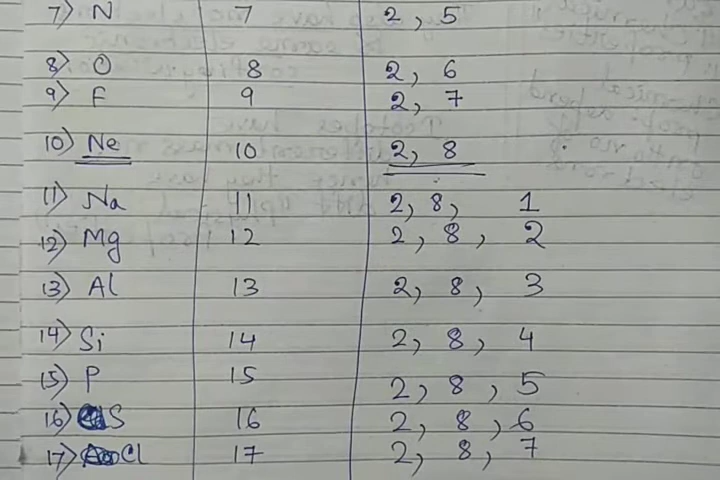 7) N 7 2, 5
8) O 8 2, 6
9) F 9 2, 7
10) Ne 10 2, 8
11) Na 11 2, 8, 1
12) Mg 12 2, 8, 2
13) Al 13 2, 8, 3
14) Si 14 2, 8, 4
15) P 15 2, 8, 5
16) S 16 2, 8, 6
17) Cl 17 2, 8, 7